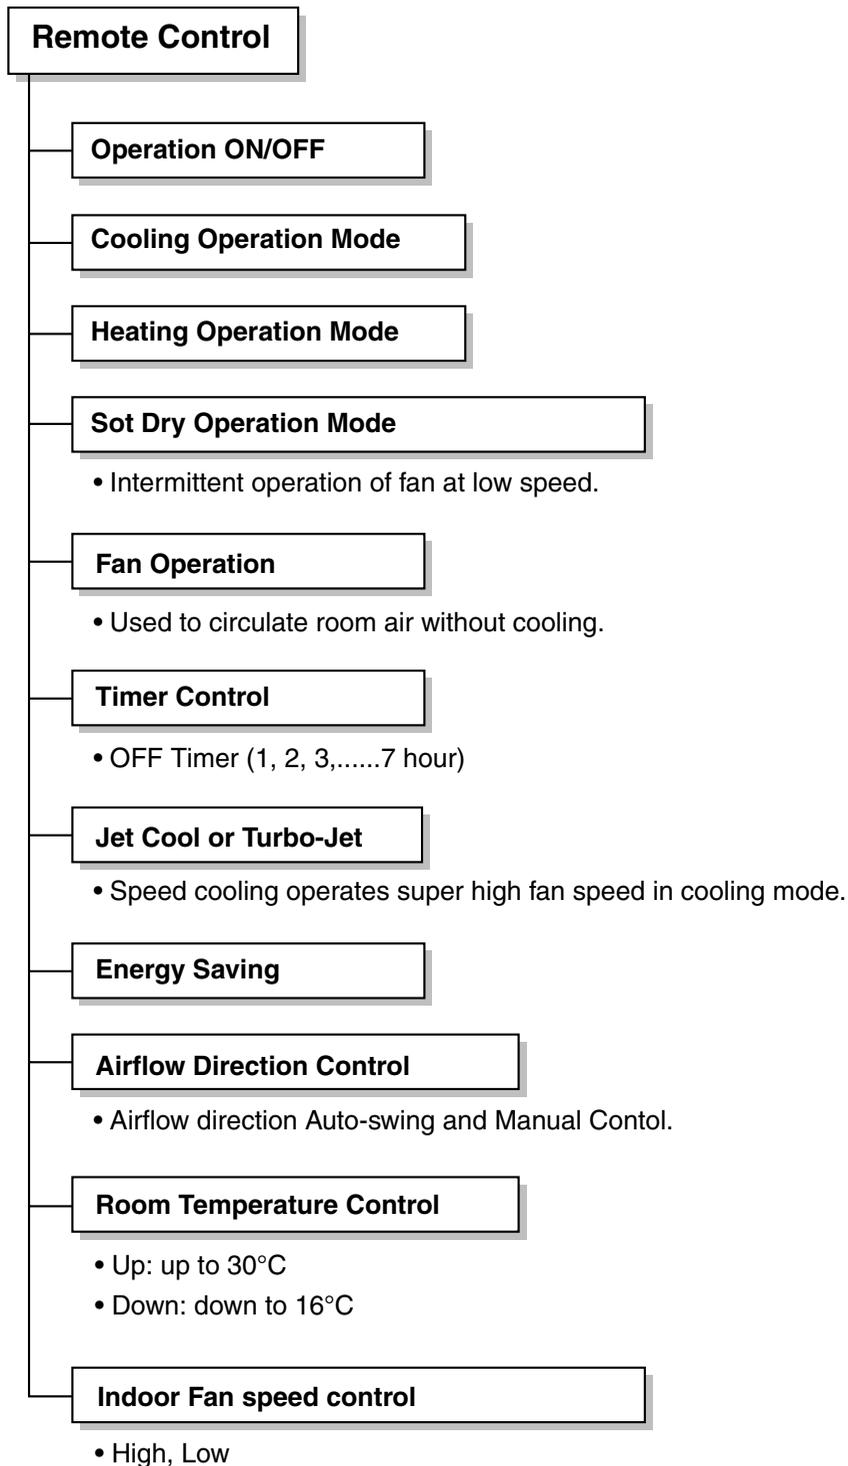 Remote Control
Operation ON/OFF
Cooling Operation Mode
Heating Operation Mode
Sot Dry Operation Mode
• Intermittent operation of fan at low speed.
Fan Operation
• Used to circulate room air without cooling.
Timer Control
• OFF Timer (1, 2, 3,......7 hour)
Jet Cool or Turbo-Jet
• Speed cooling operates super high fan speed in cooling mode.
Energy Saving
Airflow Direction Control
• Airflow direction Auto-swing and Manual Contol.
Room Temperature Control
• Up: up to 30°C
• Down: down to 16°C
Indoor Fan speed control
• High, Low